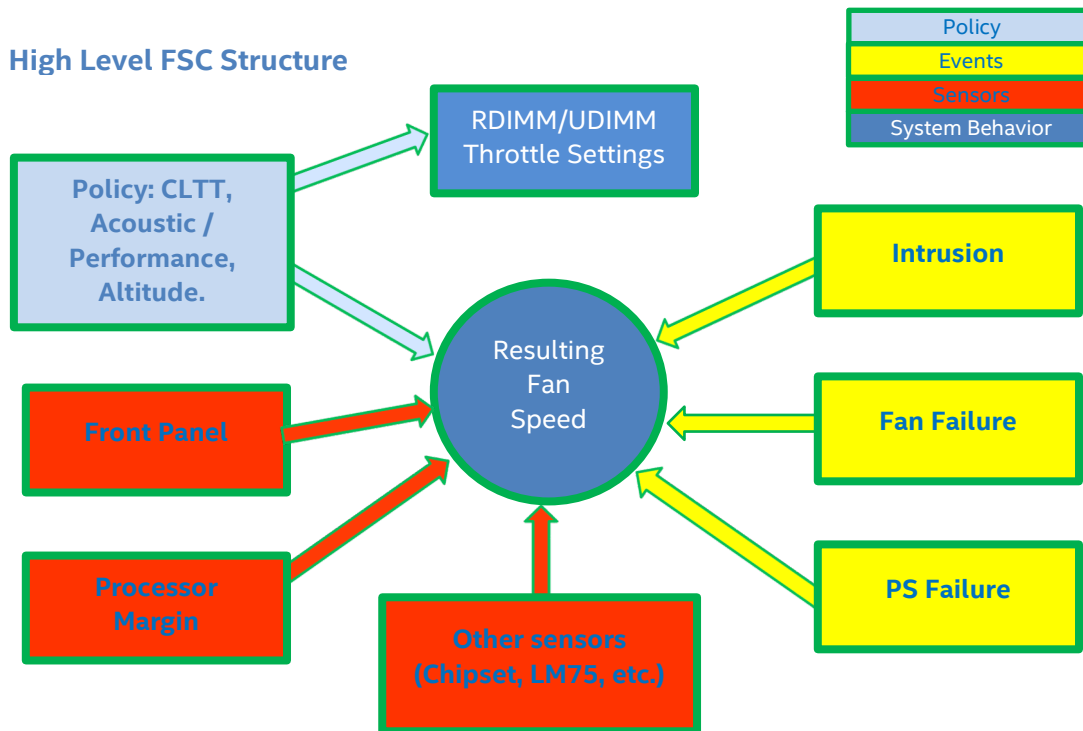 High Level FSC Structure
Policy
Events
Sensors
System Behavior
RDIMM/UDIMM
Throttle Settings
Policy: CLTT,
Acoustic /
Performance,
Altitude.
Intrusion
Resulting
Fan
Speed
Front Panel
Fan Failure
Processor
Margin
PS Failure
Other sensors
(Chipset, LM75, etc.)